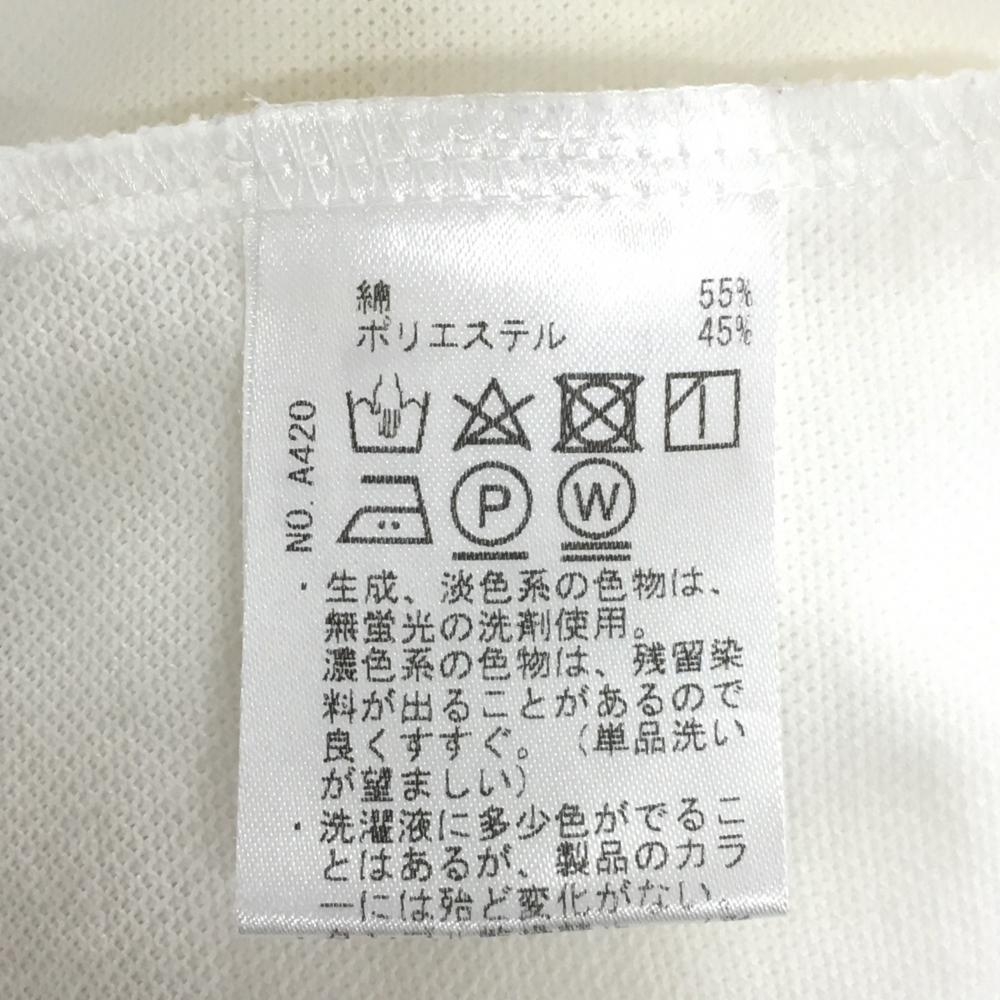 綿 55%
ポリエステル 45%
NO. A420
P W
・生成、淡色系の色物は、
無蛍光の洗剤使用。
濃色系の色物は、残留染
料が出ることがあるので
良くすすぐ。（単品洗い
が望ましい）
・洗濯液に多少色がでるこ
とはあるが、製品のカラ
ーには殆ど変化がない。